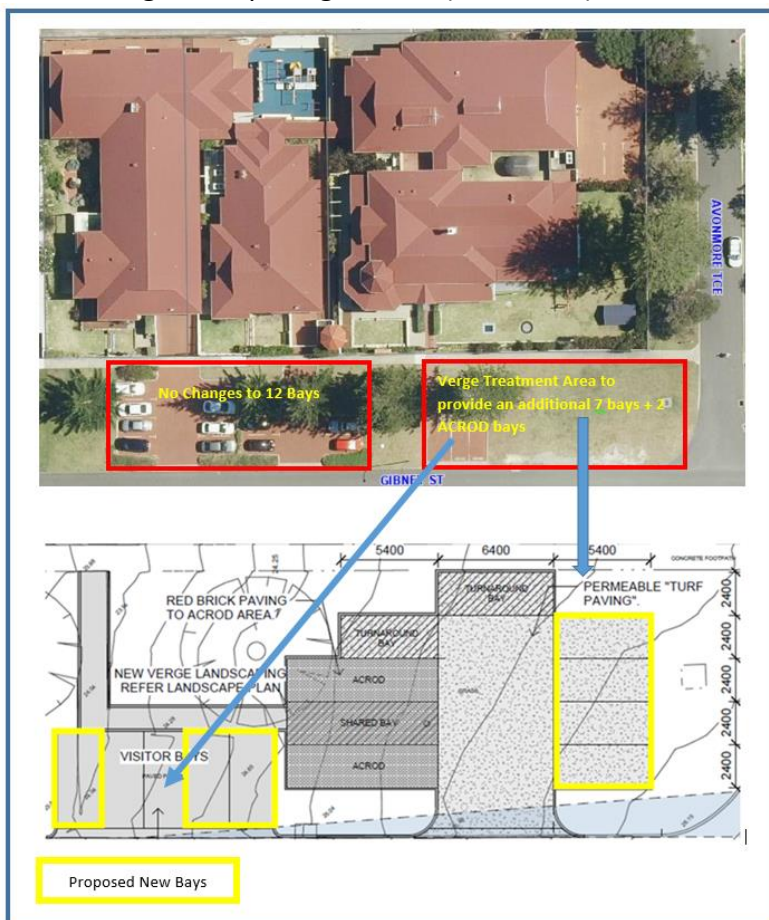 No Changes to 12 Bays
Verge Treatment Area to
provide an additional 7 bays + 2
ACROD bays
AVONMORE TCE
GIBNEY ST
5400
6400
5400
CONCRETE FOOTPATH
24.25
RED BRICK PAVING
TO ACROD AREA.
TURNAROUND
BAY
PERMEABLE "TURF
PAVING".
2400
2400
2400
2400
2400
TURNAROUND
BAY
NEW VERGE LANDSCAPING
REFER LANDSCAPE PLAN
ACROD
SHARED BAY
ACROD
VISITOR BAYS
Proposed New Bays